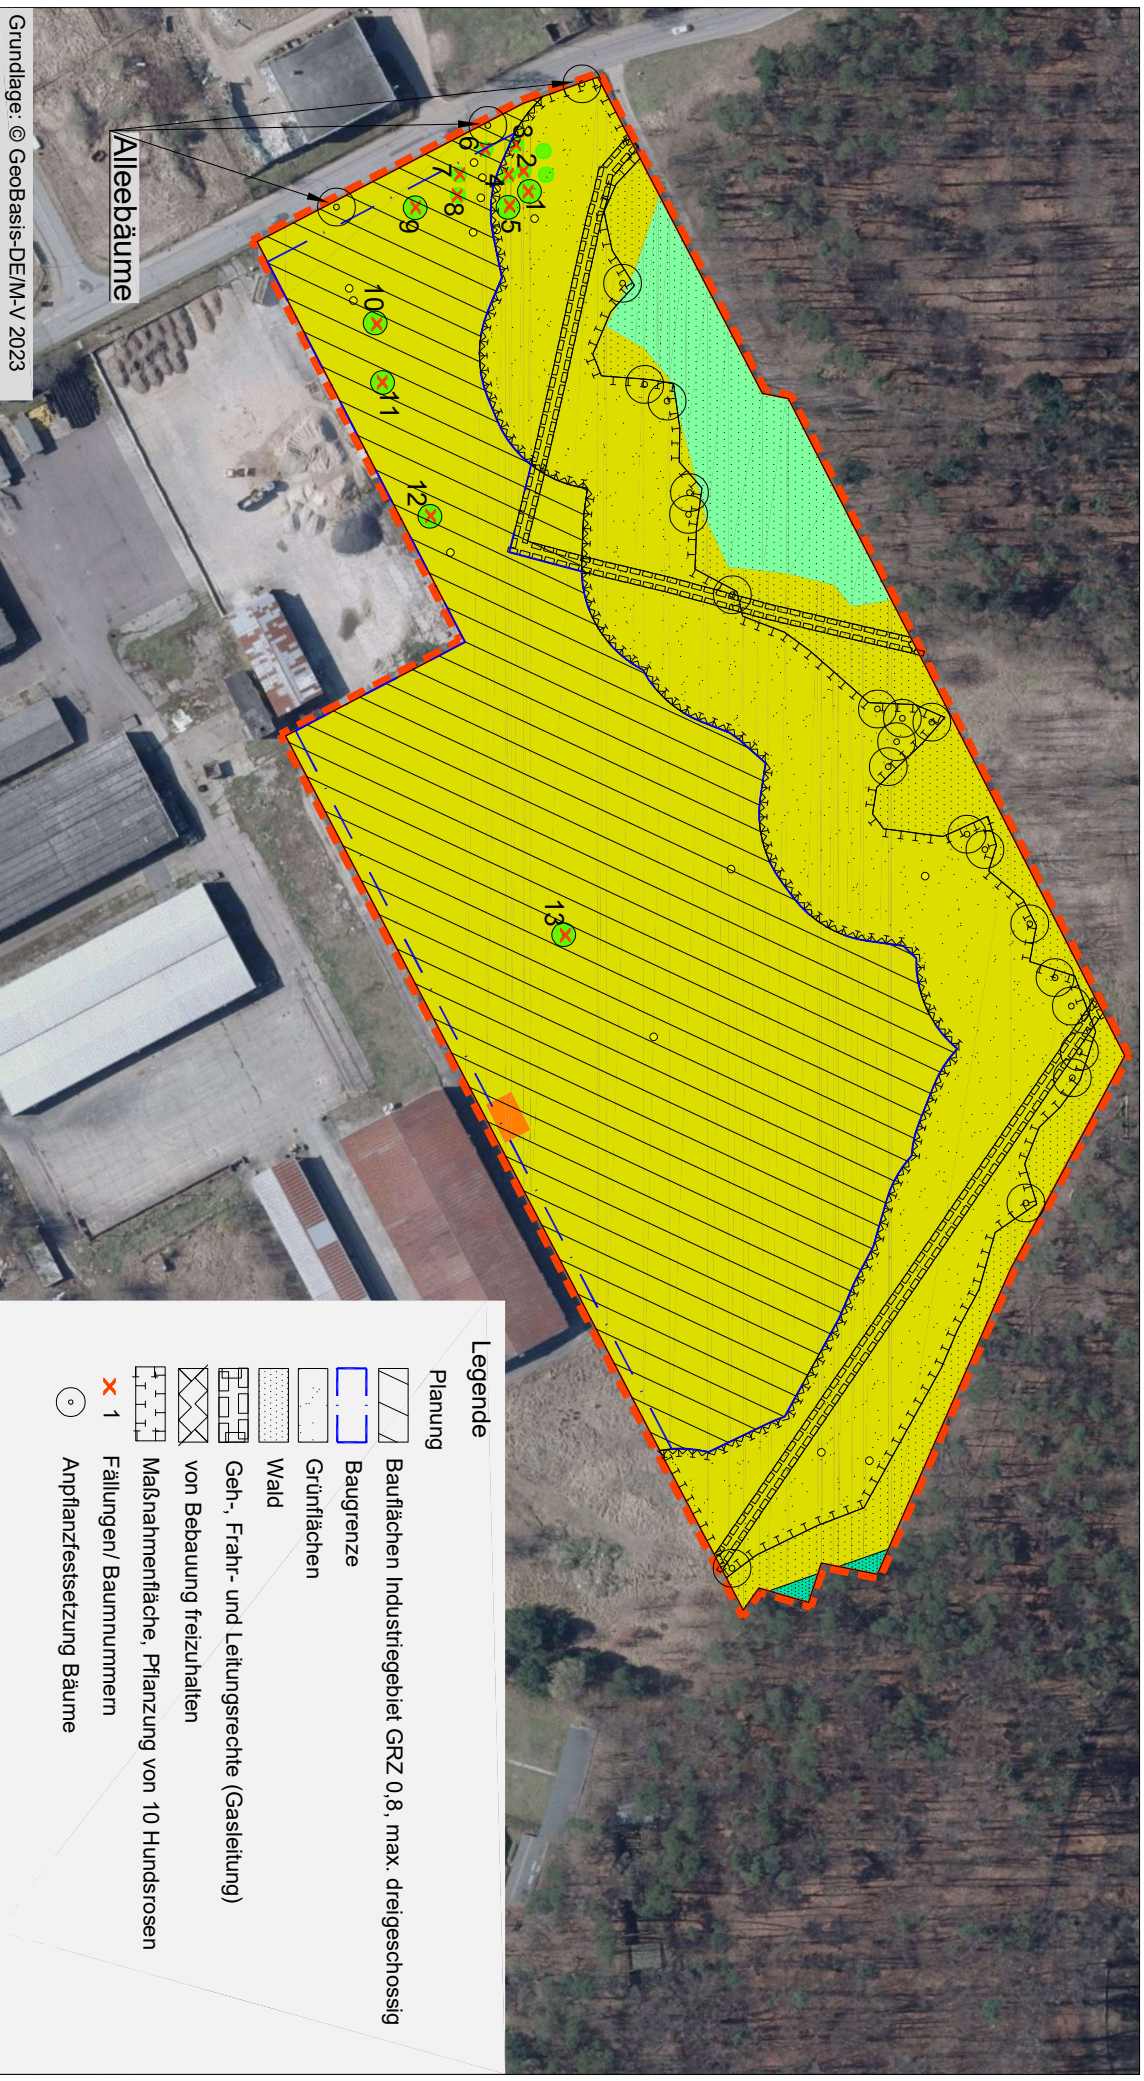 Alleebäume
1
2
3
4
5
6
7
8
9
10
11
12
13
Legende
Planung
Bauflächen Industriegebiet GRZ 0,8, max. dreigeschossig
Baugrenze
Grünflächen
Wald
Geh-, Frahr- und Leitungsrechte (Gasleitung)
von Bebauung freizuhalten
Maßnahmenfläche, Pflanzung von 10 Hundsrosen
1 Fällungen/ Baumnummern
Anpflanzfestsetzung Bäume
Grundlage: © GeoBasis-DE/M-V 2023